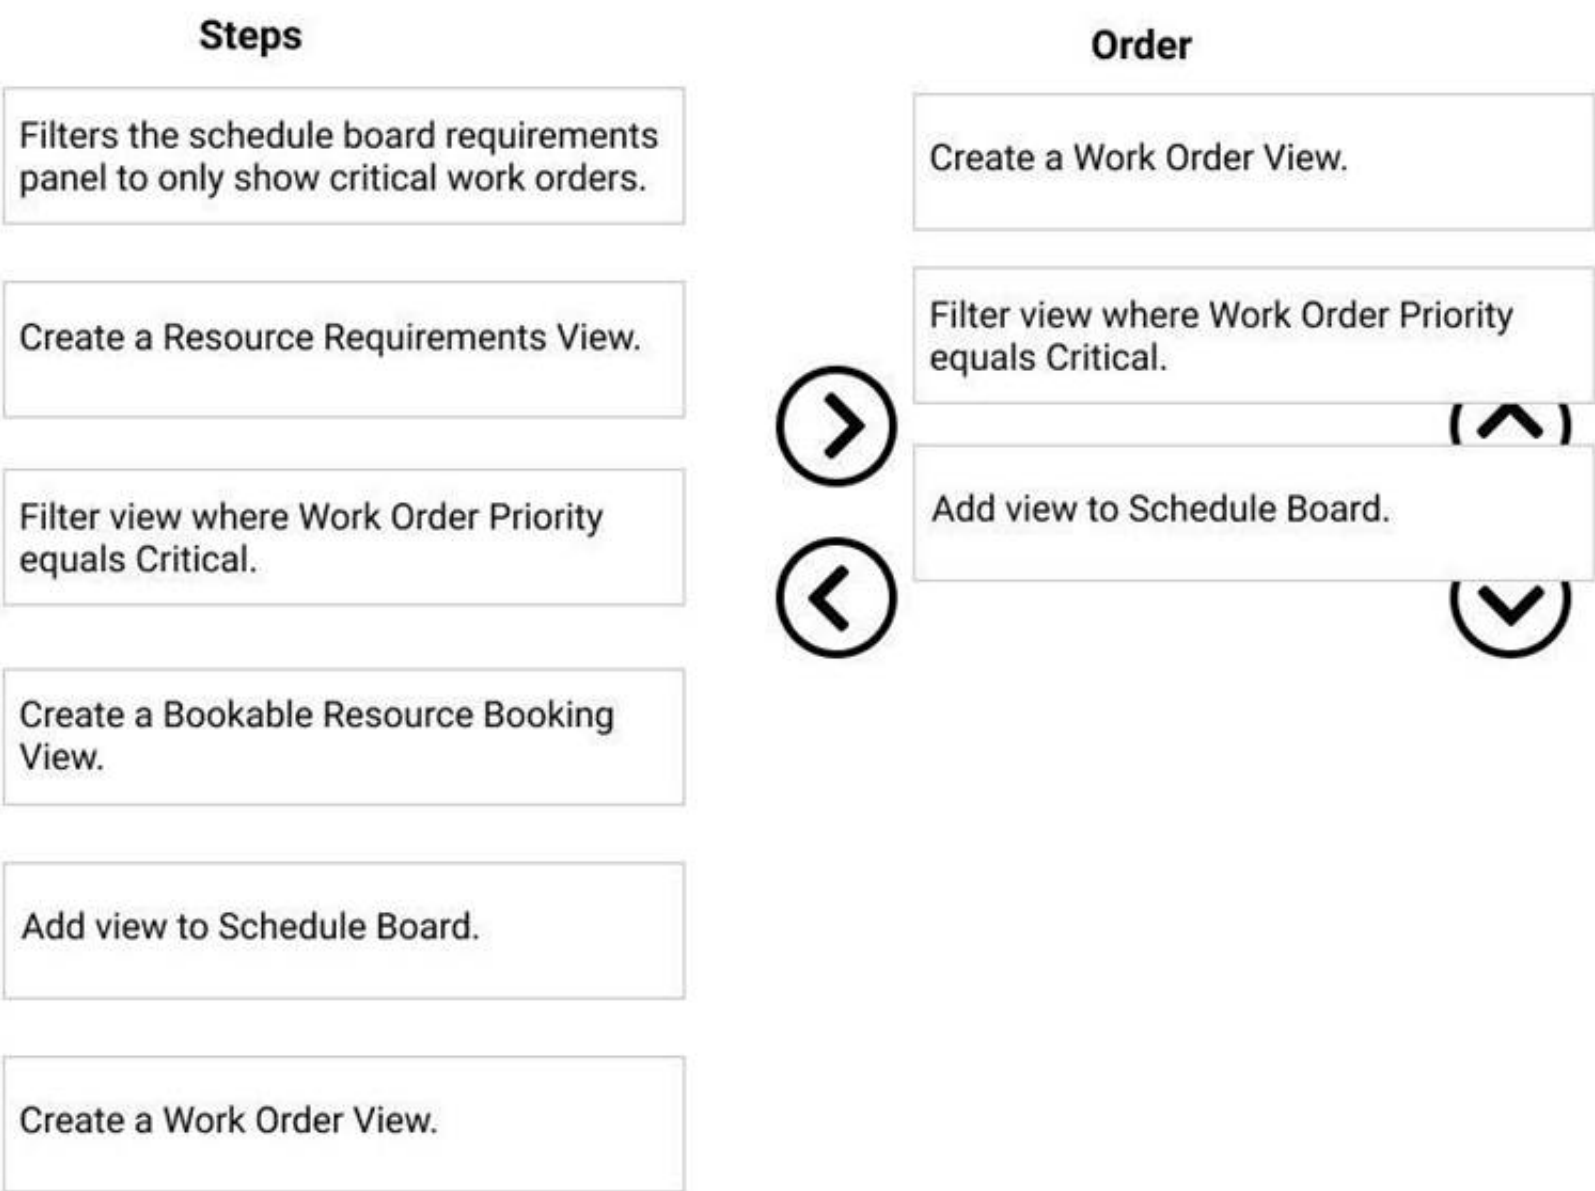 Steps
Filters the schedule board requirements
panel to only show critical work orders.
Create a Resource Requirements View.
Filter view where Work Order Priority
equals Critical.
Create a Bookable Resource Booking
View.
Add view to Schedule Board.
Create a Work Order View.
Order
Create a Work Order View.
Filter view where Work Order Priority
equals Critical.
Add view to Schedule Board.